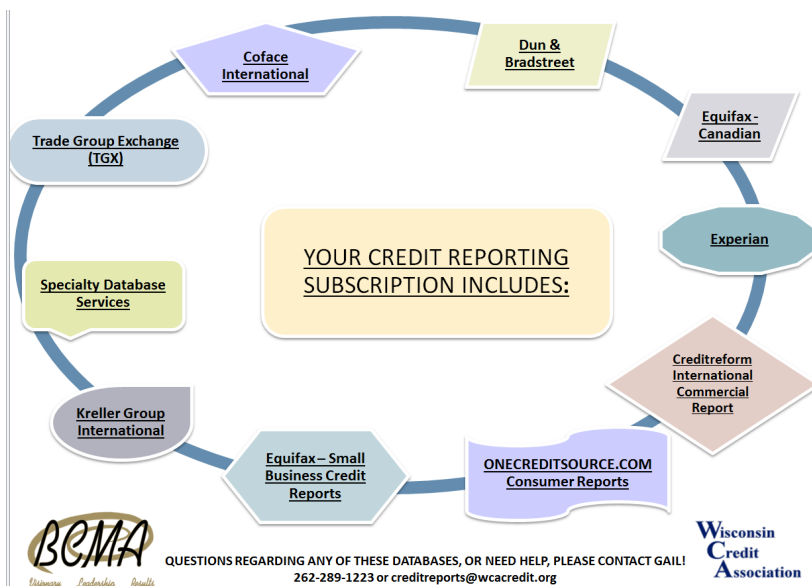 Coface
International
Dun &
Bradstreet
Equifax -
Canadian
Trade Group Exchange
(TGX)
Experian
YOUR CREDIT REPORTING
SUBSCRIPTION INCLUDES:
Specialty Database
Services
Creditreform
International
Commercial
Report
Kreller Group
International
Equifax – Small
Business Credit
Reports
ONECREDITSOURCE.COM
Consumer Reports
BCMA
Visionary Leadership Results
QUESTIONS REGARDING ANY OF THESE DATABASES, OR NEED HELP, PLEASE CONTACT GAIL!
262-289-1223 or creditreports@wcacredit.org
Wisconsin
Credit
Association